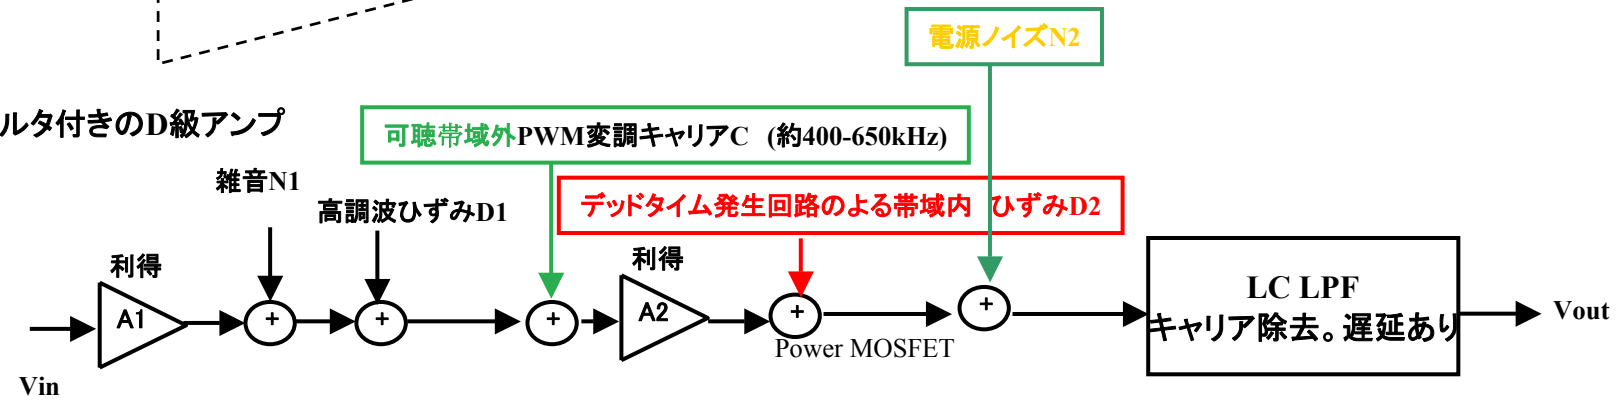 電源ノイズN2
ルタ付きのD級アンプ
可聴帯域外PWM変調キャリアC (約400-650kHz)
雑音N1
高調波ひずみD1
デッドタイム発生回路のよる帯域内 ひずみD2
利得
利得
A1
+
+
+
A2
+
+
LC LPF
キャリア除去。遅延あり
Vout
Power MOSFET
Vin